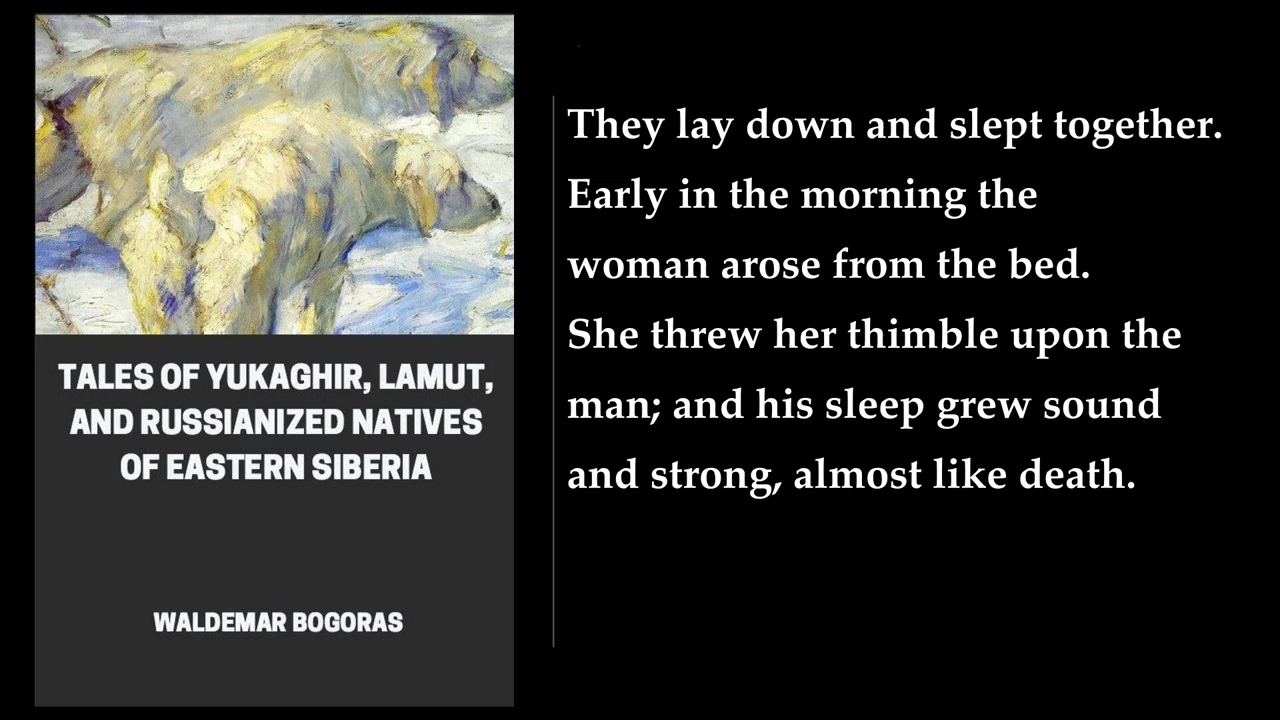 TALES OF YUKAGHIR, LAMUT,
AND RUSSIANIZED NATIVES
OF EASTERN SIBERIA
WALDEMAR BOGORAS
They lay down and slept together.
Early in the morning the
woman arose from the bed.
She threw her thimble upon the
man; and his sleep grew sound
and strong, almost like death.